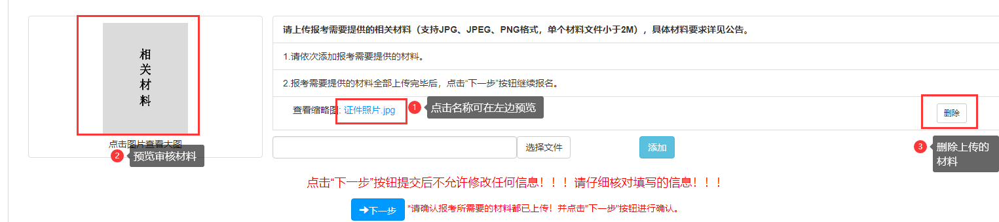 相
关
材
料
点击图片查看大图
2 预览审核材料
请上传报考需要提供的相关材料（支持JPG、JPEG、PNG格式，单个材料文件小于2M），具体材料要求详见公告。
1.请依次添加报考需要提供的材料。
2.报考需要提供的材料全部上传完毕后，点击“下一步”按钮继续报名。
查看缩略图: 证件照片.jpg
1 点击名称可在左边预览
删除
选择文件
添加
3 删除上传的
材料
点击“下一步”按钮提交后不允许修改任何信息！！！请仔细核对填写的信息！！！
下一步 *请确认报考所需要的材料都已上传！并点击"下一步"按钮进行确认。